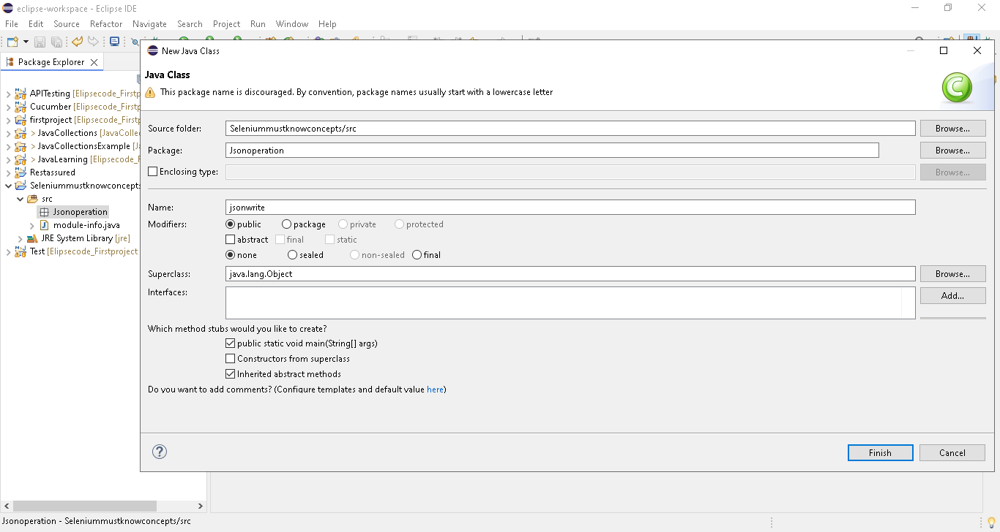 eclipse-workspace - Eclipse IDE
File Edit Source Refactor Navigate Search Project Run Window Help
Package Explorer
APITesting [Elipsecode_Firstp
Cucumber [Elipsecode_Firstp
firstproject [Elipsecode_First
> JavaCollections [JavaColle
> JavaCollectionsExample [Ja
> JavaLearning [Elipsecode_F
Restassured
Seleniummustknowconcepts
src
Jsonoperation
module-info.java
JRE System Library [jre]
Test [Elipsecode_Firstproject
New Java Class
Java Class
This package name is discouraged. By convention, package names usually start with a lowercase letter
Source folder: Seleniummustknowconcepts/src Browse...
Package: Jsonoperation Browse...
Enclosing type: Browse...
Name: jsonwrite
Modifiers: public package private protected
abstract final static
none sealed non-sealed final
Superclass: java.lang.Object Browse...
Interfaces: Add...
Which method stubs would you like to create?
public static void main(String[] args)
Constructors from superclass
Inherited abstract methods
Do you want to add comments? (Configure templates and default value here)
Finish Cancel
Jsonoperation - Seleniummustknowconcepts/src